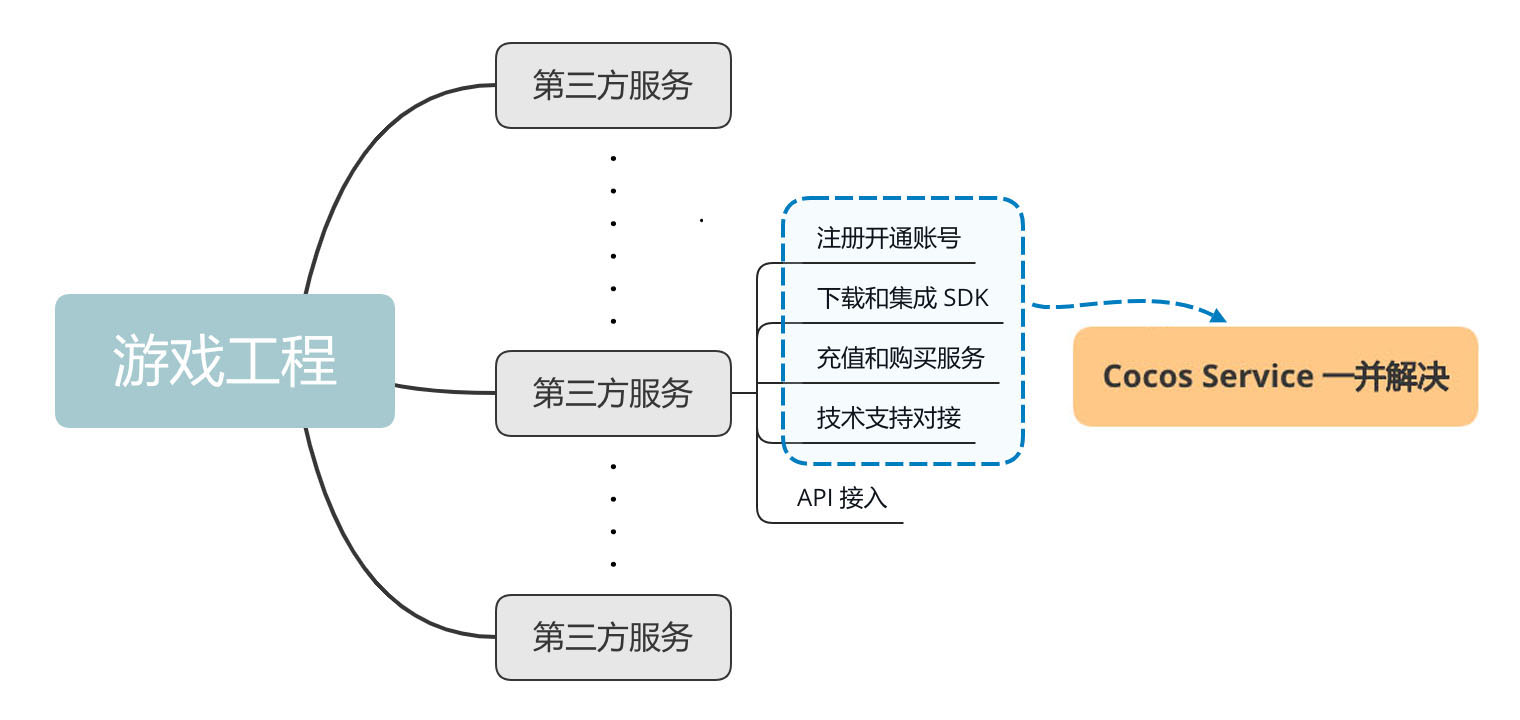 第三方服务
注册开通账号
下载和集成 SDK
游戏工程
第三方服务
充值和购买服务
Cocos Service 一并解决
技术支持对接
API 接入
第三方服务